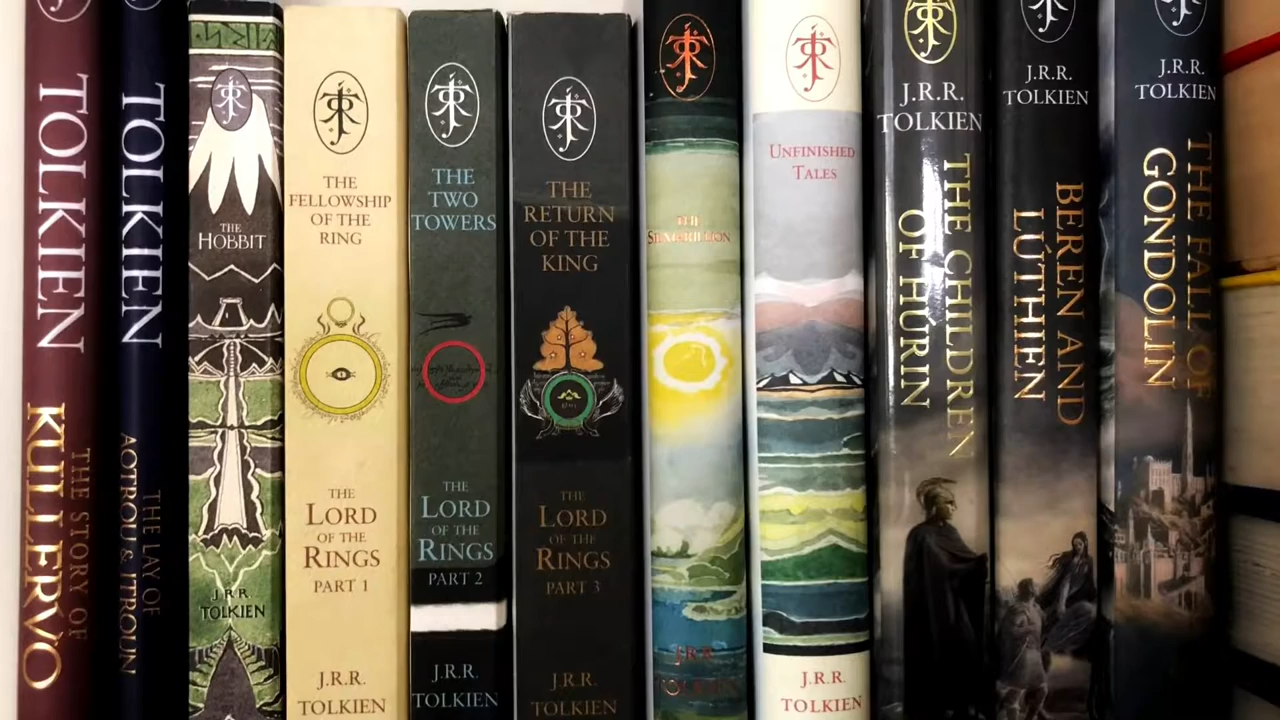 TOLKIEN
THE STORY OF
KULLERVO
TOLKIEN
THE LAY OF
AOTROU & ITROUN
THE
HOBBIT
J.R.R.
TOLKIEN
THE
FELLOWSHIP
OF THE
RING
THE
LORD
OF THE
RINGS
PART 1
J.R.R.
TOLKIEN
THE
TWO
TOWERS
THE
LORD
OF THE
RINGS
PART 2
J.R.R.
TOLKIEN
THE
RETURN
OF THE
KING
THE
LORD
OF THE
RINGS
PART 3
J.R.R.
TOLKIEN
THE
SILMARILLION
J.R.R.
TOLKIEN
UNFINISHED
TALES
J.R.R.
TOLKIEN
J.R.R.
TOLKIEN
THE CHILDREN
OF HÚRIN
J.R.R.
TOLKIEN
BEREN AND
LÚTHIEN
J.R.R.
TOLKIEN
THE FALL OF
GONDOLIN